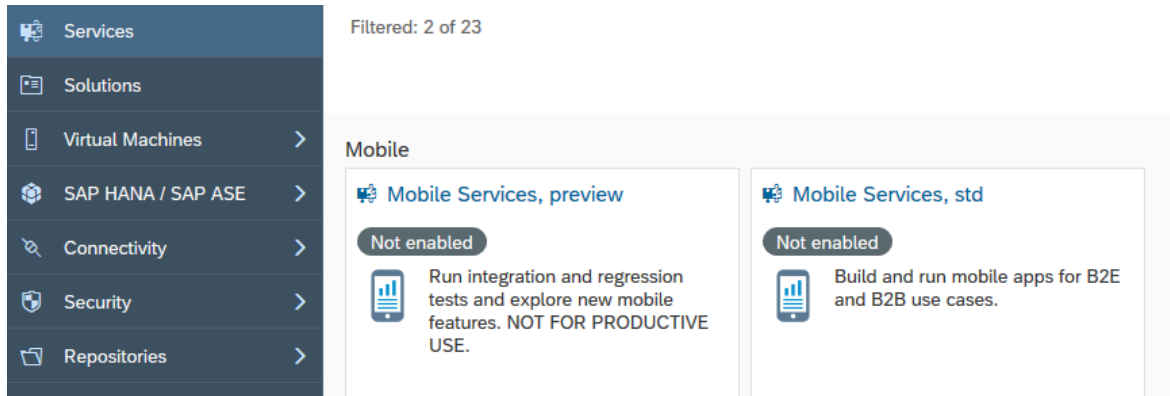 Services
Solutions
Virtual Machines
SAP HANA / SAP ASE
Connectivity
Security
Repositories
Filtered: 2 of 23
Mobile
Mobile Services, preview
Not enabled
Run integration and regression
tests and explore new mobile
features. NOT FOR PRODUCTIVE
USE.
Mobile Services, std
Not enabled
Build and run mobile apps for B2E
and B2B use cases.